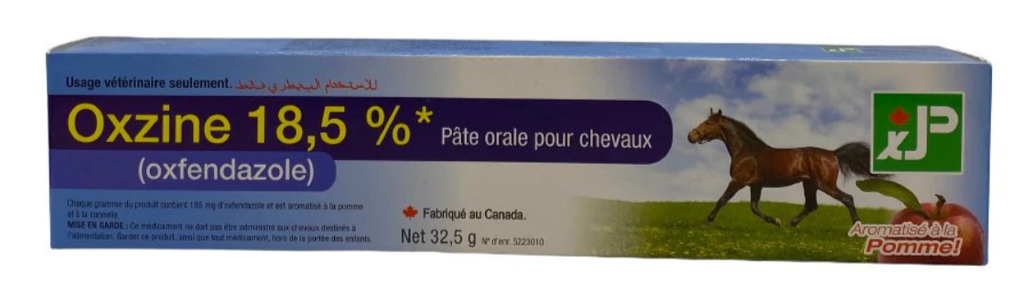 Usage vétérinaire seulement. للاستخدام البيطري فقط
Oxzine 18,5 %* Pâte orale pour chevaux
(oxfendazole)
Chaque gramme du produit contient 185 mg d'oxfendazole et est aromatisé à la pomme
et à la cannelle.
MISE EN GARDE : Ce médicament ne doit pas être administré aux chevaux destinés à
l'alimentation. Garder ce produit, ainsi que tout médicament, hors de la portée des enfants.
Fabriqué au Canada.
Net 32,5 g N° d'enr. 5223010
Aromatisé à la
Pomme!